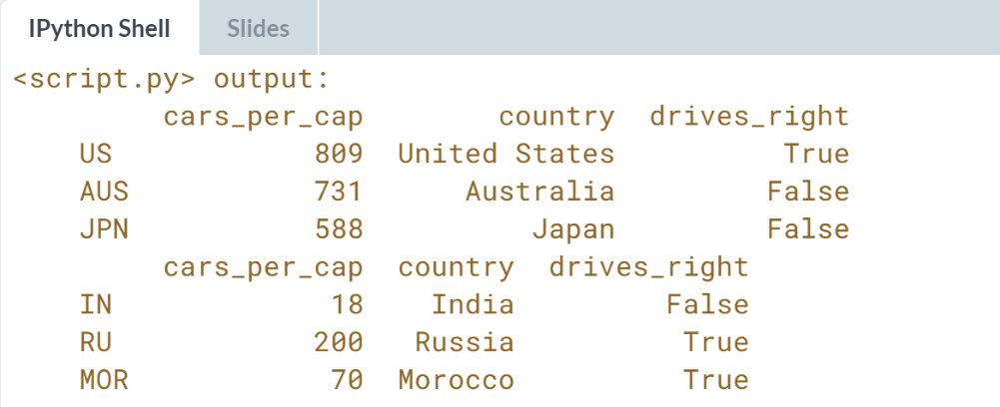 IPython Shell Slides
<script.py> output:
cars_per_cap country drives_right
US 809 United States True
AUS 731 Australia False
JPN 588 Japan False
cars_per_cap country drives_right
IN 18 India False
RU 200 Russia True
MOR 70 Morocco True